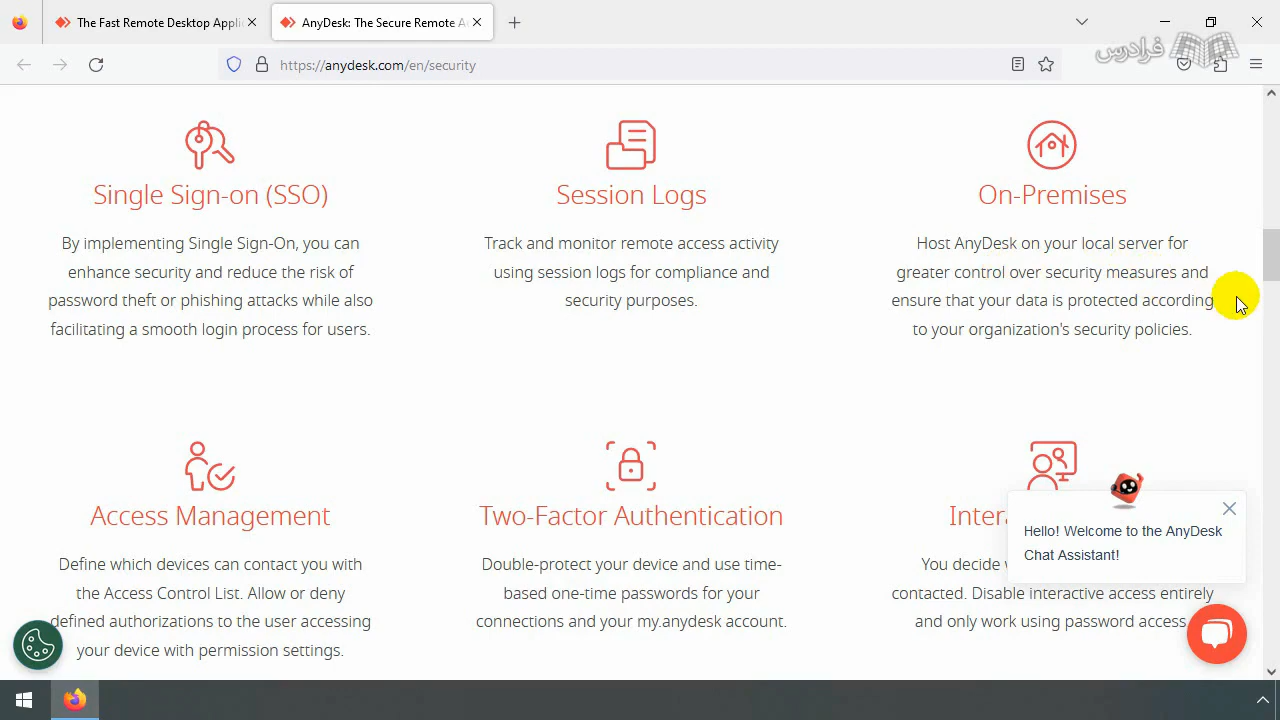 The Fast Remote Desktop Appli
AnyDesk: The Secure Remote A
فرادرس
https://anydesk.com/en/security
Single Sign-on (SSO)
By implementing Single Sign-On, you can
enhance security and reduce the risk of
password theft or phishing attacks while also
facilitating a smooth login process for users.
Session Logs
Track and monitor remote access activity
using session logs for compliance and
security purposes.
On-Premises
Host AnyDesk on your local server for
greater control over security measures and
ensure that your data is protected according
to your organization's security policies.
Access Management
Define which devices can contact you with
the Access Control List. Allow or deny
defined authorizations to the user accessing
your device with permission settings.
Two-Factor Authentication
Double-protect your device and use time-
based one-time passwords for your
connections and your my.anydesk account.
Inter
You decide
contacted. Disable interactive access entirely
and only work using password access
Hello! Welcome to the AnyDesk
Chat Assistant!